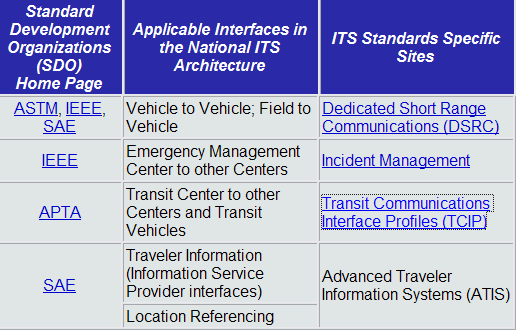 Standard
Development
Organizations
(SDO)
Home Page
Applicable Interfaces in
the National ITS
Architecture
ITS Standards Specific
Sites
ASTM, IEEE,
SAE
Vehicle to Vehicle; Field to
Vehicle
Dedicated Short Range
Communications (DSRC)
IEEE
Emergency Management
Center to other Centers
Incident Management
APTA
Transit Center to other
Centers and Transit
Vehicles
Transit Communications
Interface Profiles (TCIP)
SAE
Traveler Information
(Information Service
Provider interfaces)
Location Referencing
Advanced Traveler
Information Systems (ATIS)